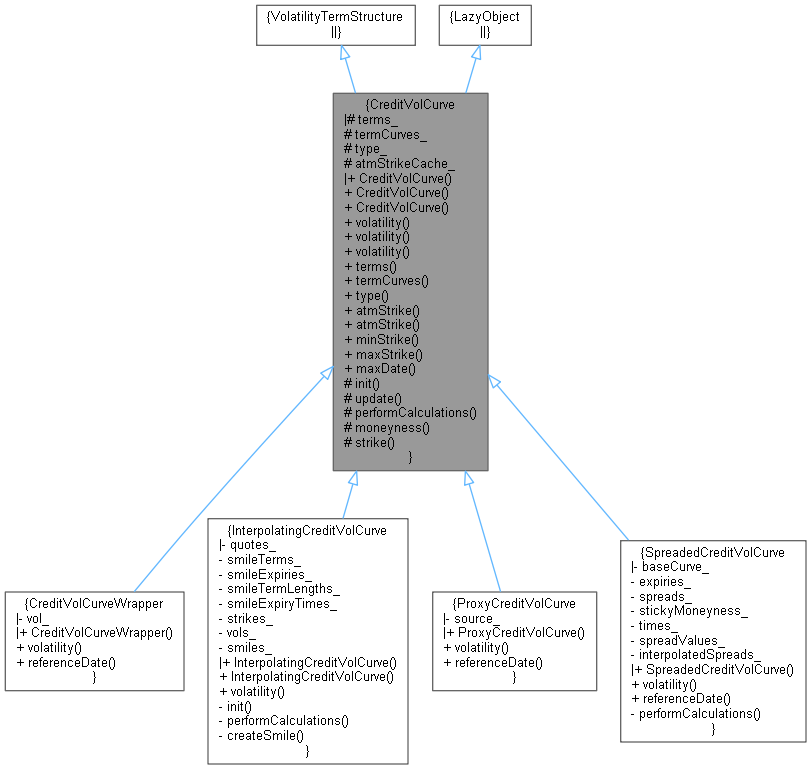 {VolatilityTermStructure
||}
{LazyObject
||}
{CreditVolCurve
|# terms_
# termCurves_
# type_
# atmStrikeCache_
|+ CreditVolCurve()
+ CreditVolCurve()
+ CreditVolCurve()
+ volatility()
+ volatility()
+ volatility()
+ terms()
+ termCurves()
+ type()
+ atmStrike()
+ atmStrike()
+ minStrike()
+ maxStrike()
+ maxDate()
# init()
# update()
# performCalculations()
# moneyness()
# strike()
}
{CreditVolCurveWrapper
|- vol_
|+ CreditVolCurveWrapper()
+ volatility()
+ referenceDate()
}
{InterpolatingCreditVolCurve
|- quotes_
- smileTerms_
- smileExpiries_
- smileTermLengths_
- smileExpiryTimes_
- strikes_
- vols_
- smiles_
|+ InterpolatingCreditVolCurve()
+ InterpolatingCreditVolCurve()
+ volatility()
- init()
- performCalculations()
- createSmile()
}
{ProxyCreditVolCurve
|- source_
|+ ProxyCreditVolCurve()
+ volatility()
+ referenceDate()
}
{SpreadedCreditVolCurve
|- baseCurve_
- expiries_
- spreads_
- stickyMoneyness_
- times_
- spreadValues_
- interpolatedSpreads_
|+ SpreadedCreditVolCurve()
+ volatility()
+ referenceDate()
- performCalculations()
}